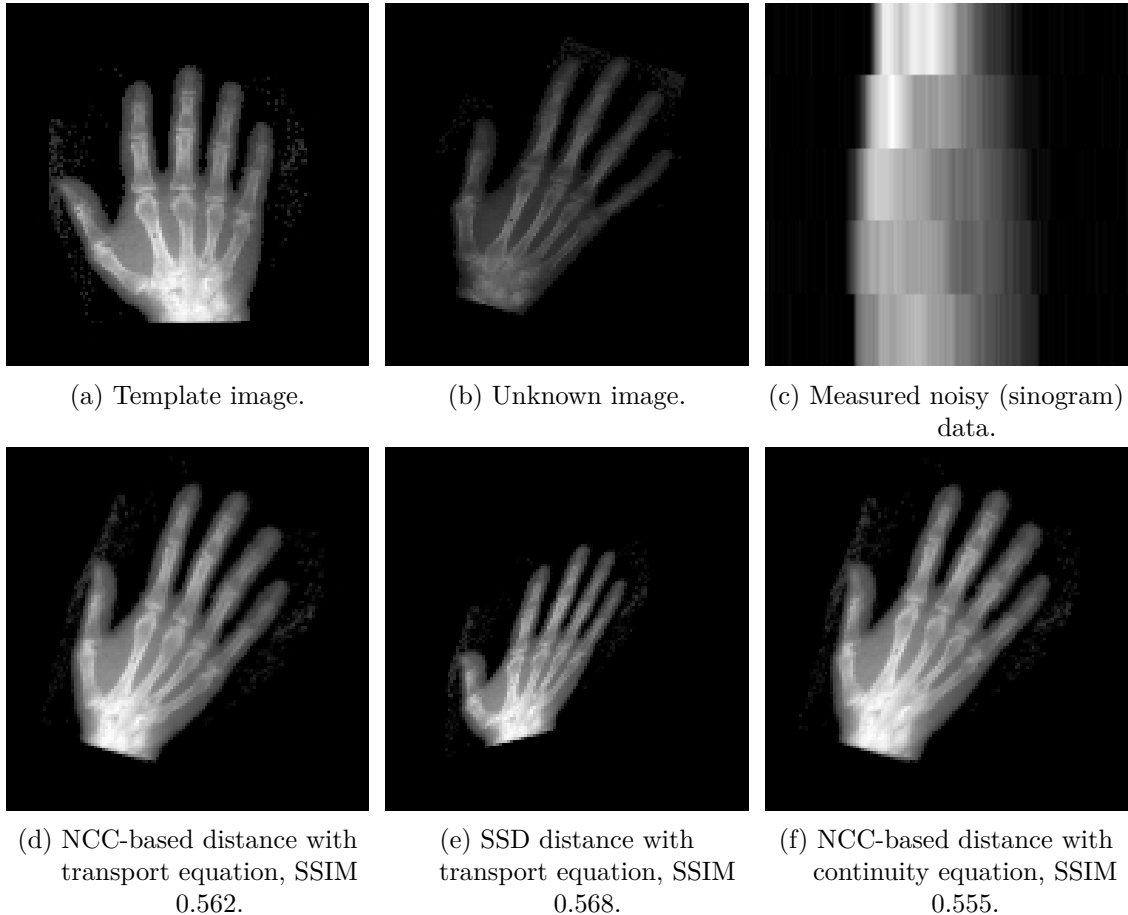 (a) Template image.
(b) Unknown image.
(c) Measured noisy (sinogram)
data.
(d) NCC-based distance with
transport equation, SSIM
0.562.
(e) SSD distance with
transport equation, SSIM
0.568.
(f) NCC-based distance with
continuity equation, SSIM
0.555.